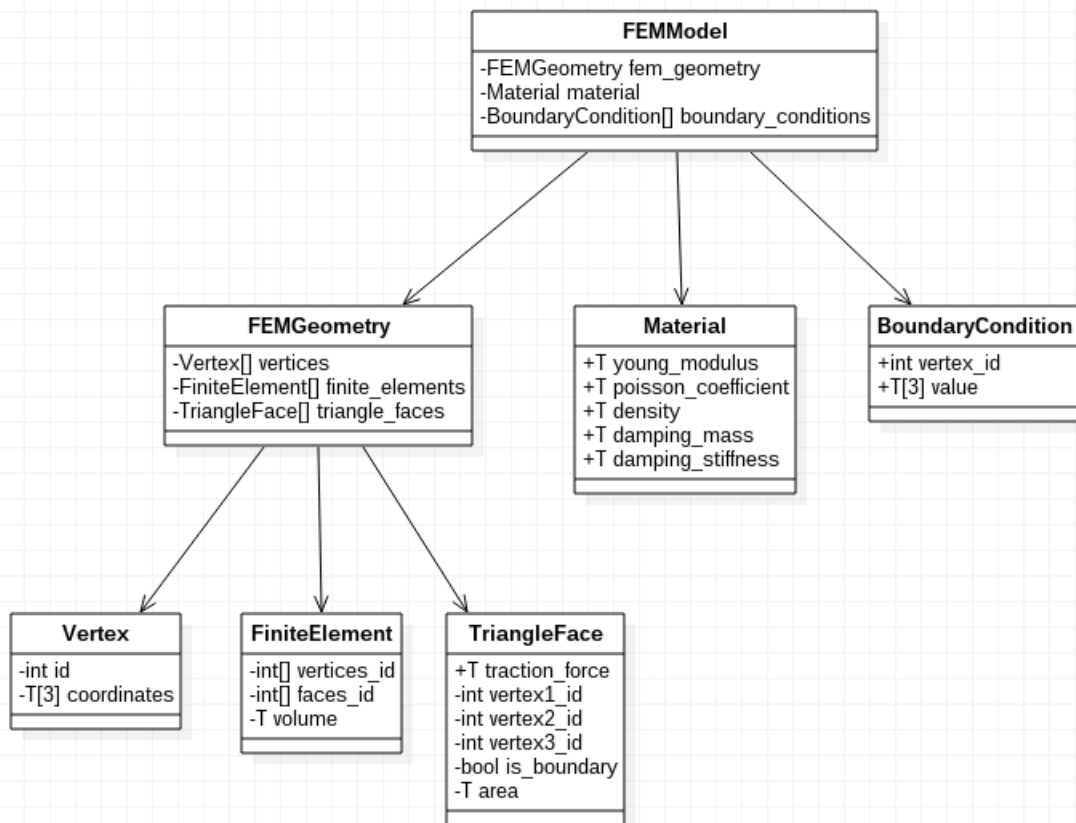 FEMModel
-FEMGeometry fem_geometry
-Material material
-BoundaryCondition[] boundary_conditions
FEMGeometry
-Vertex[] vertices
-FiniteElement[] finite_elements
-TriangleFace[] triangle_faces
Material
+T young_modulus
+T poisson_coefficient
+T density
+T damping_mass
+T damping_stiffness
BoundaryCondition
+int vertex_id
+T[3] value
Vertex
-int id
-T[3] coordinates
FiniteElement
-int[] vertices_id
-int[] faces_id
-T volume
TriangleFace
+T traction_force
-int vertex1_id
-int vertex2_id
-int vertex3_id
-bool is_boundary
-T area